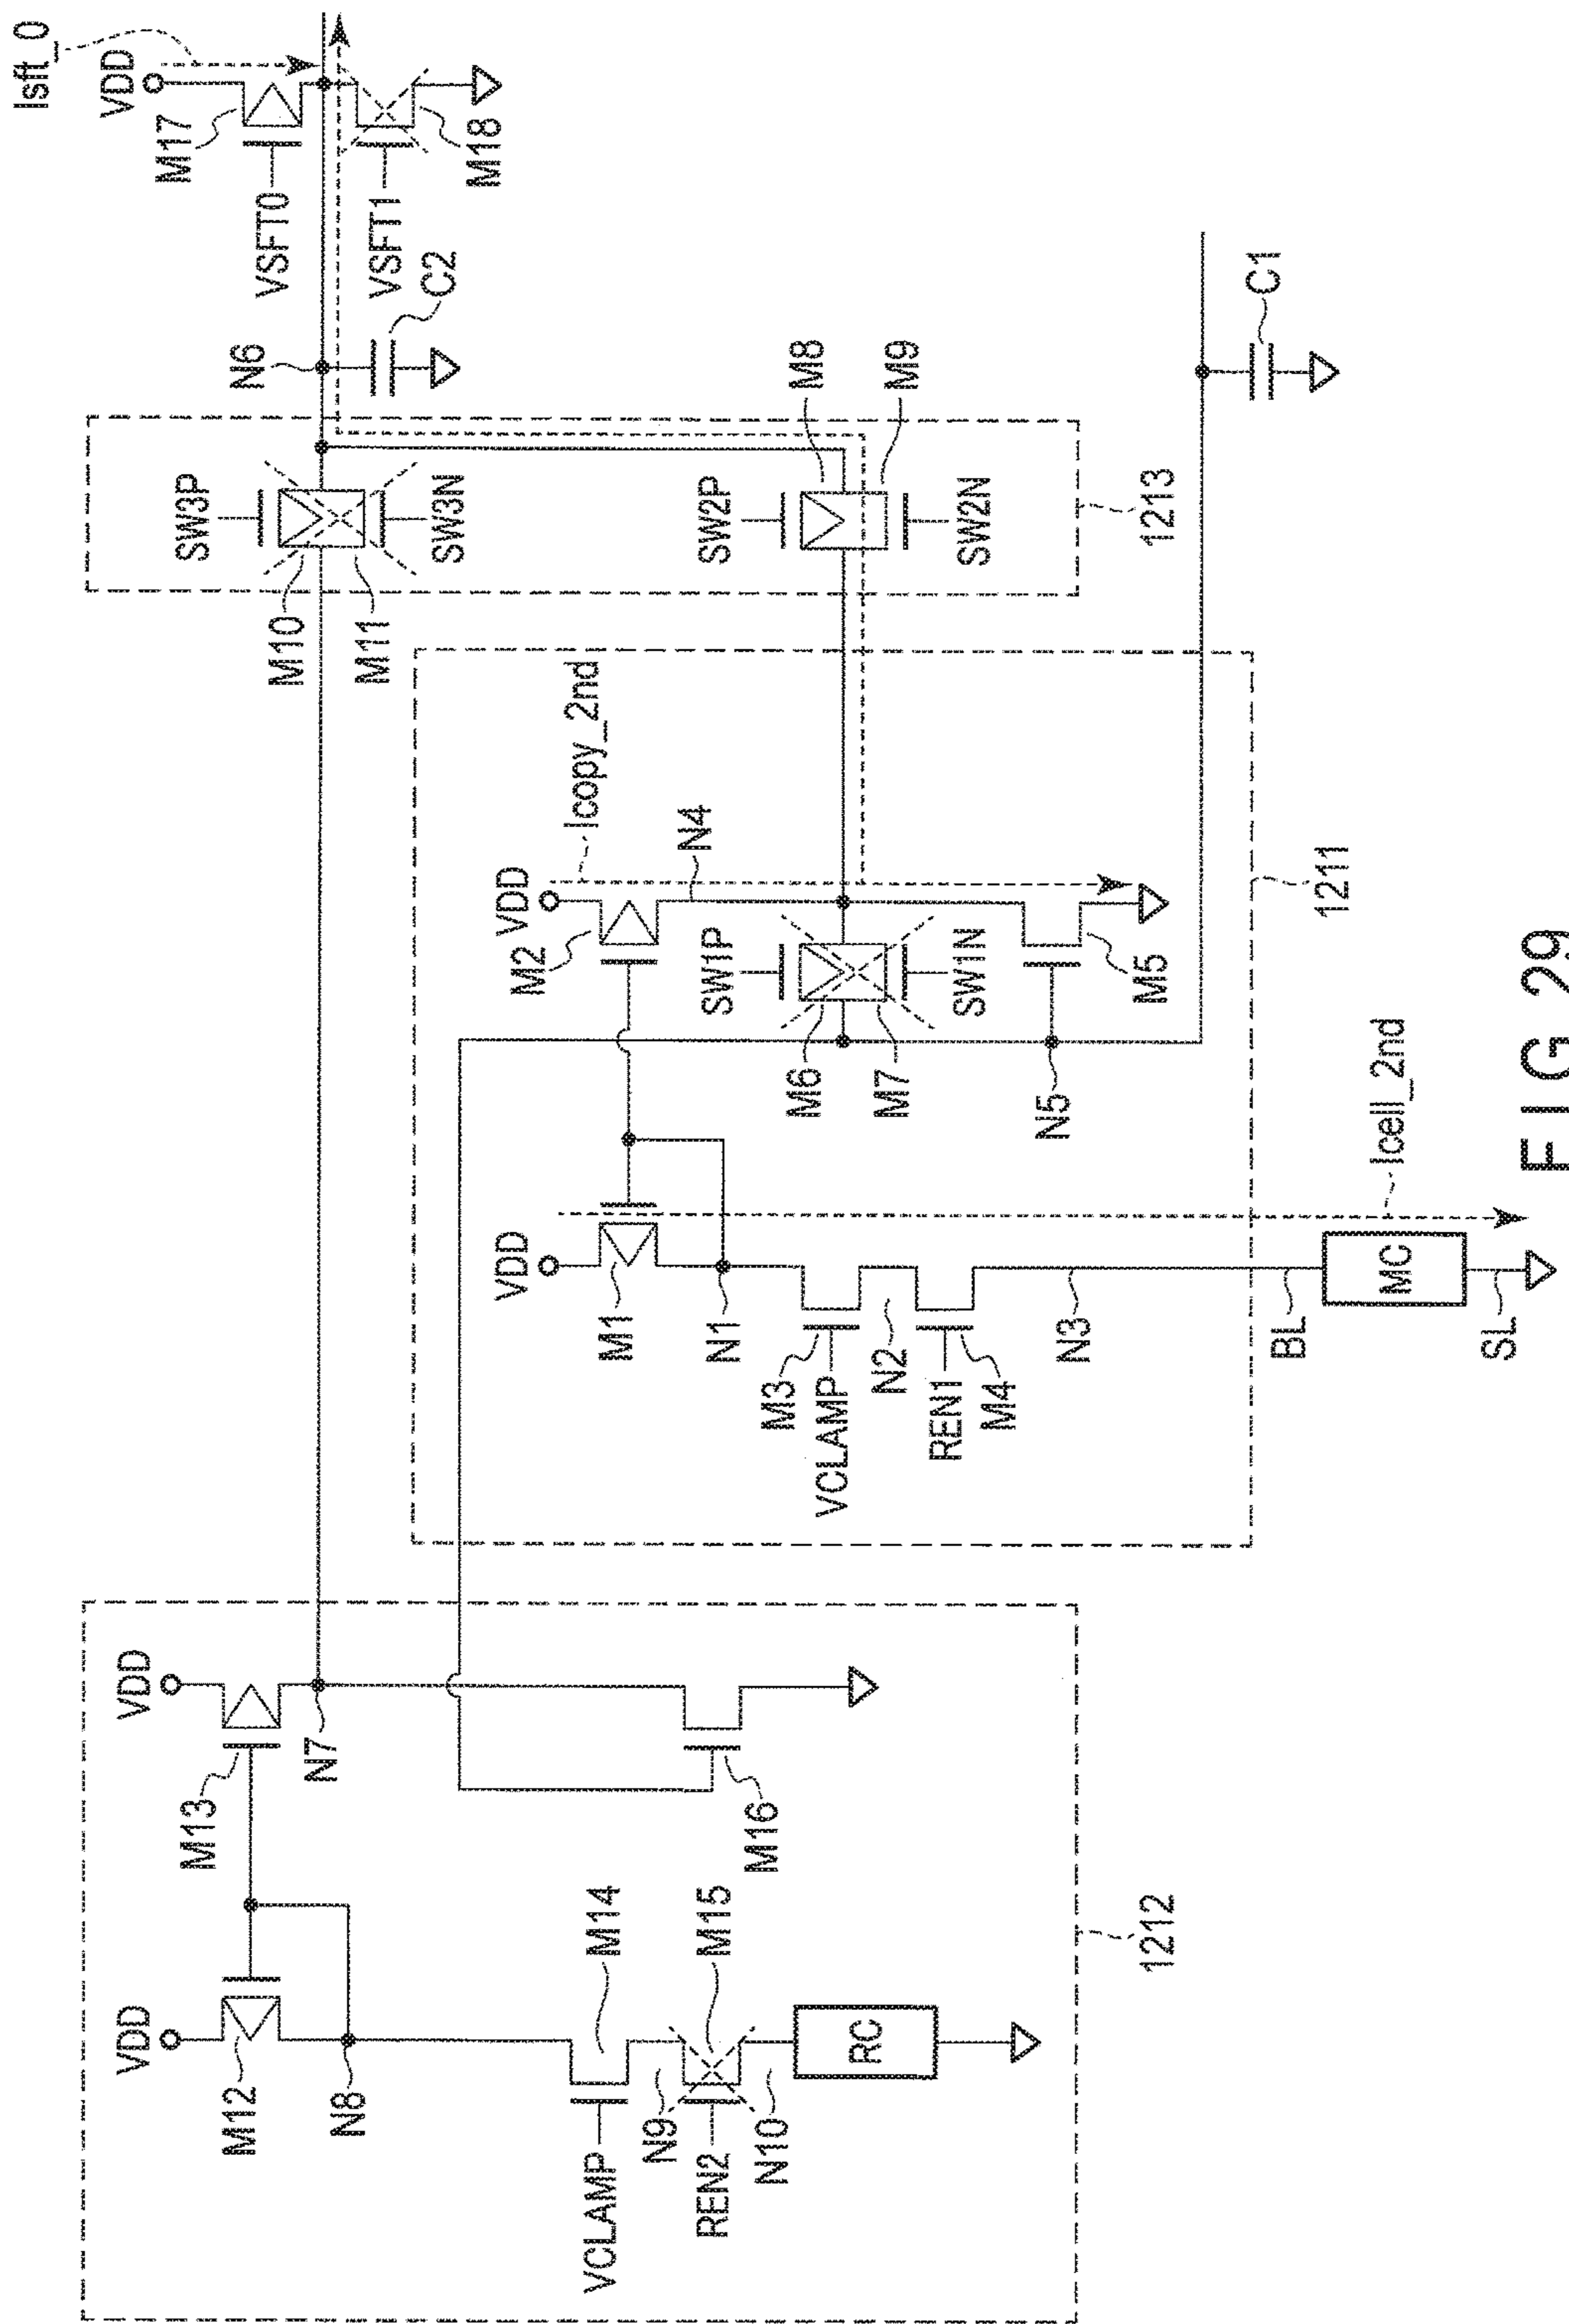 Isft_0
VDD
M17
VSFT0
VSFT1
M18
N6
C2
SW3P
SW3N
M10
M11
SW2P
SW2N
M8
M9
1213
C1
Icopy_2nd
VDD
M2
N4
SW1P
SW1N
M6
M7
M5
N5
1211
VDD
M1
N1
M3
VCLAMP
N2
REN1
M4
N3
BL
MC
SL
Icell_2nd
VDD
M13
N7
M16
VDD
M12
N8
M14
VCLAMP
N9
M15
REN2
N10
RC
1212
FIG. 29